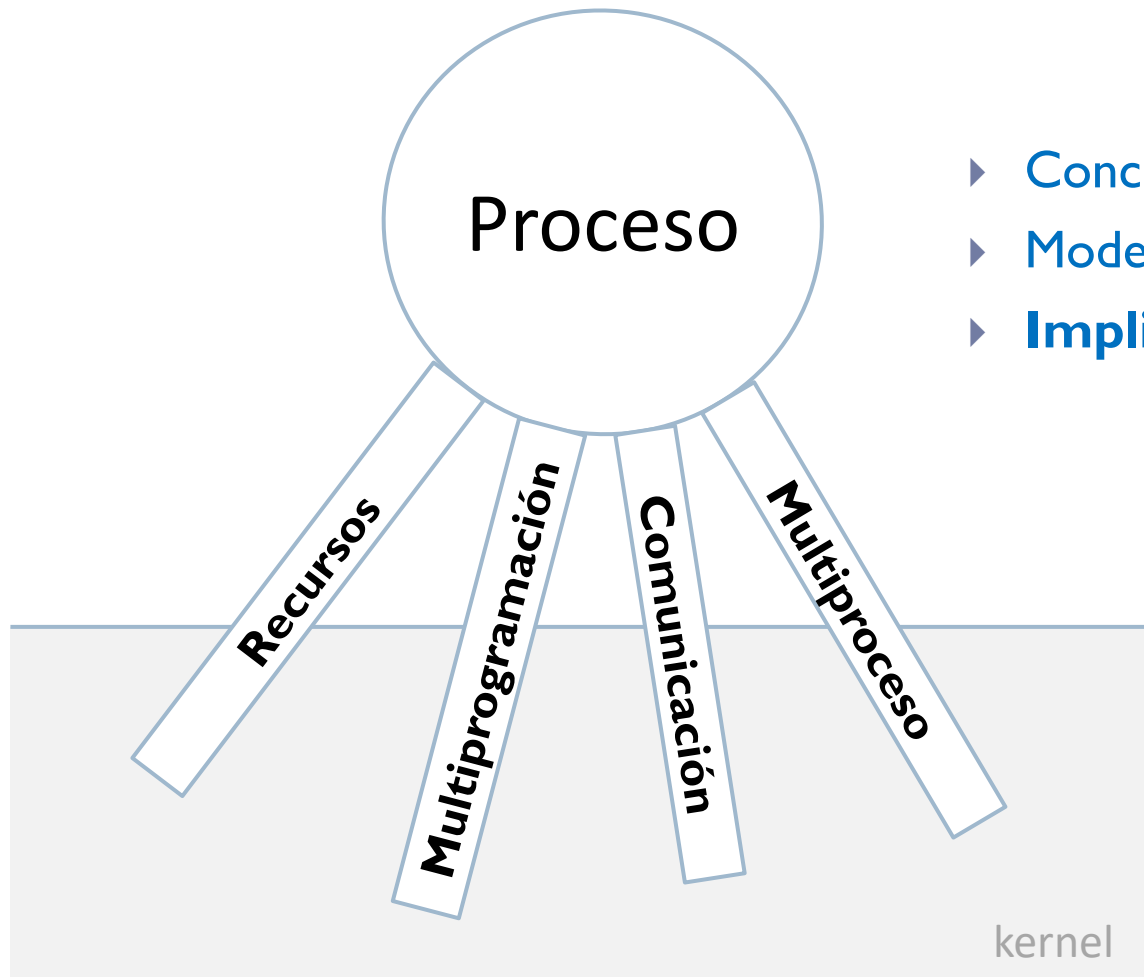 Proceso
Conc
Mode
Impli
Recursos
Multiprogramación
Comunicación
Multiproceso
kernel